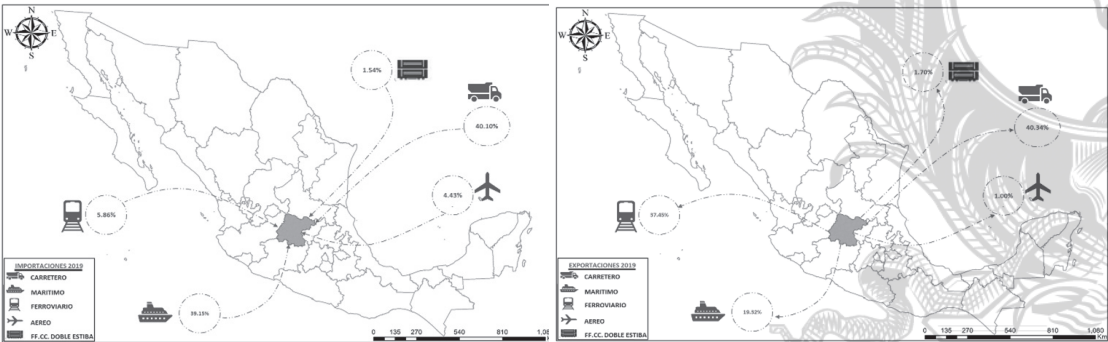 N
W E
S
1.54%
40.10%
4.43%
5.86%
39.15%
IMPORTACIONES 2019
CARRETERO
MARITIMO
FERROVIARIO
AEREO
FF.CC. DOBLE ESTIBA
0 135 270 540 810
N
W E
S
1.70%
40.34%
1.00%
37.45%
19.52%
EXPORTACIONES 2019
CARRETERO
MARITIMO
FERROVIARIO
AEREO
FF.CC. DOBLE ESTIBA
0 135 270 540 810 1,080
Km